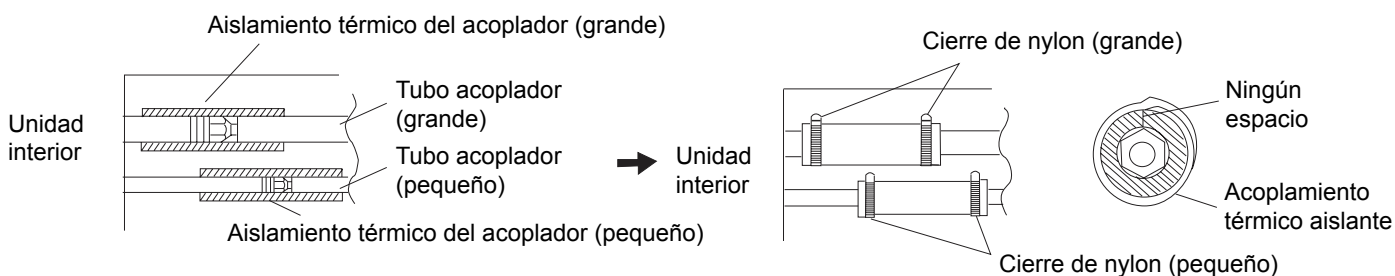 Aislamiento térmico del acoplador (grande)
Unidad
interior
Tubo acoplador
(grande)
Tubo acoplador
(pequeño)
Aislamiento térmico del acoplador (pequeño)
Cierre de nylon (grande)
Unidad
interior
Cierre de nylon (pequeño)
Ningún
espacio
Acoplamiento
térmico aislante